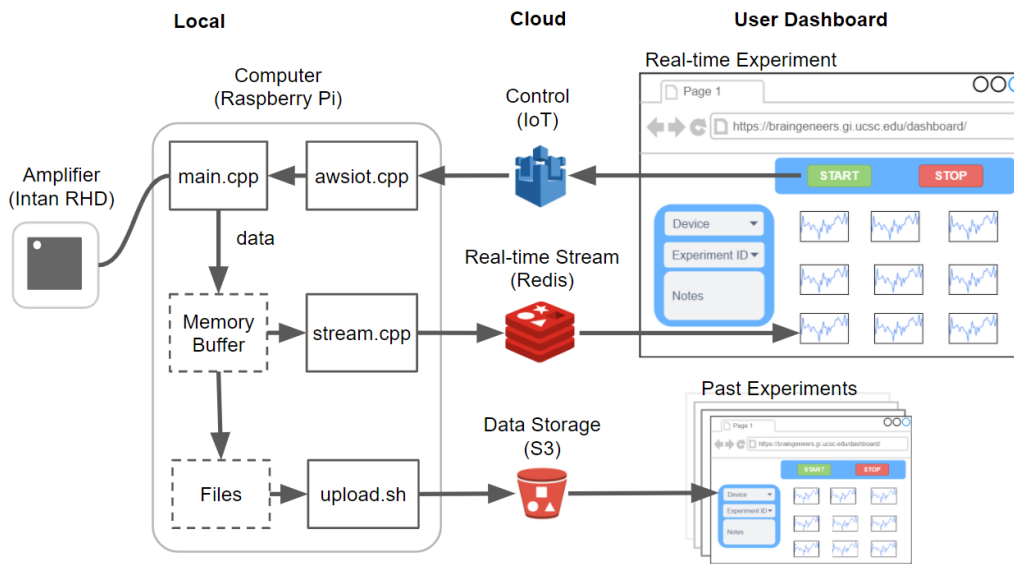 Local
Cloud
User Dashboard
Computer
(Raspberry Pi)
Amplifier
(Intan RHD)
main.cpp
awsiot.cpp
data
Memory
Buffer
stream.cpp
Files
upload.sh
Control
(IoT)
Real-time Stream
(Redis)
Data Storage
(S3)
Real-time Experiment
Page 1
https://braingeneers.gi.ucsc.edu/dashboard/
START
STOP
Device
Experiment ID
Notes
Past Experiments
Page 1
https://braingeneers.gi.ucsc.edu/dashboard/
START
STOP
Device
Experiment ID
Notes